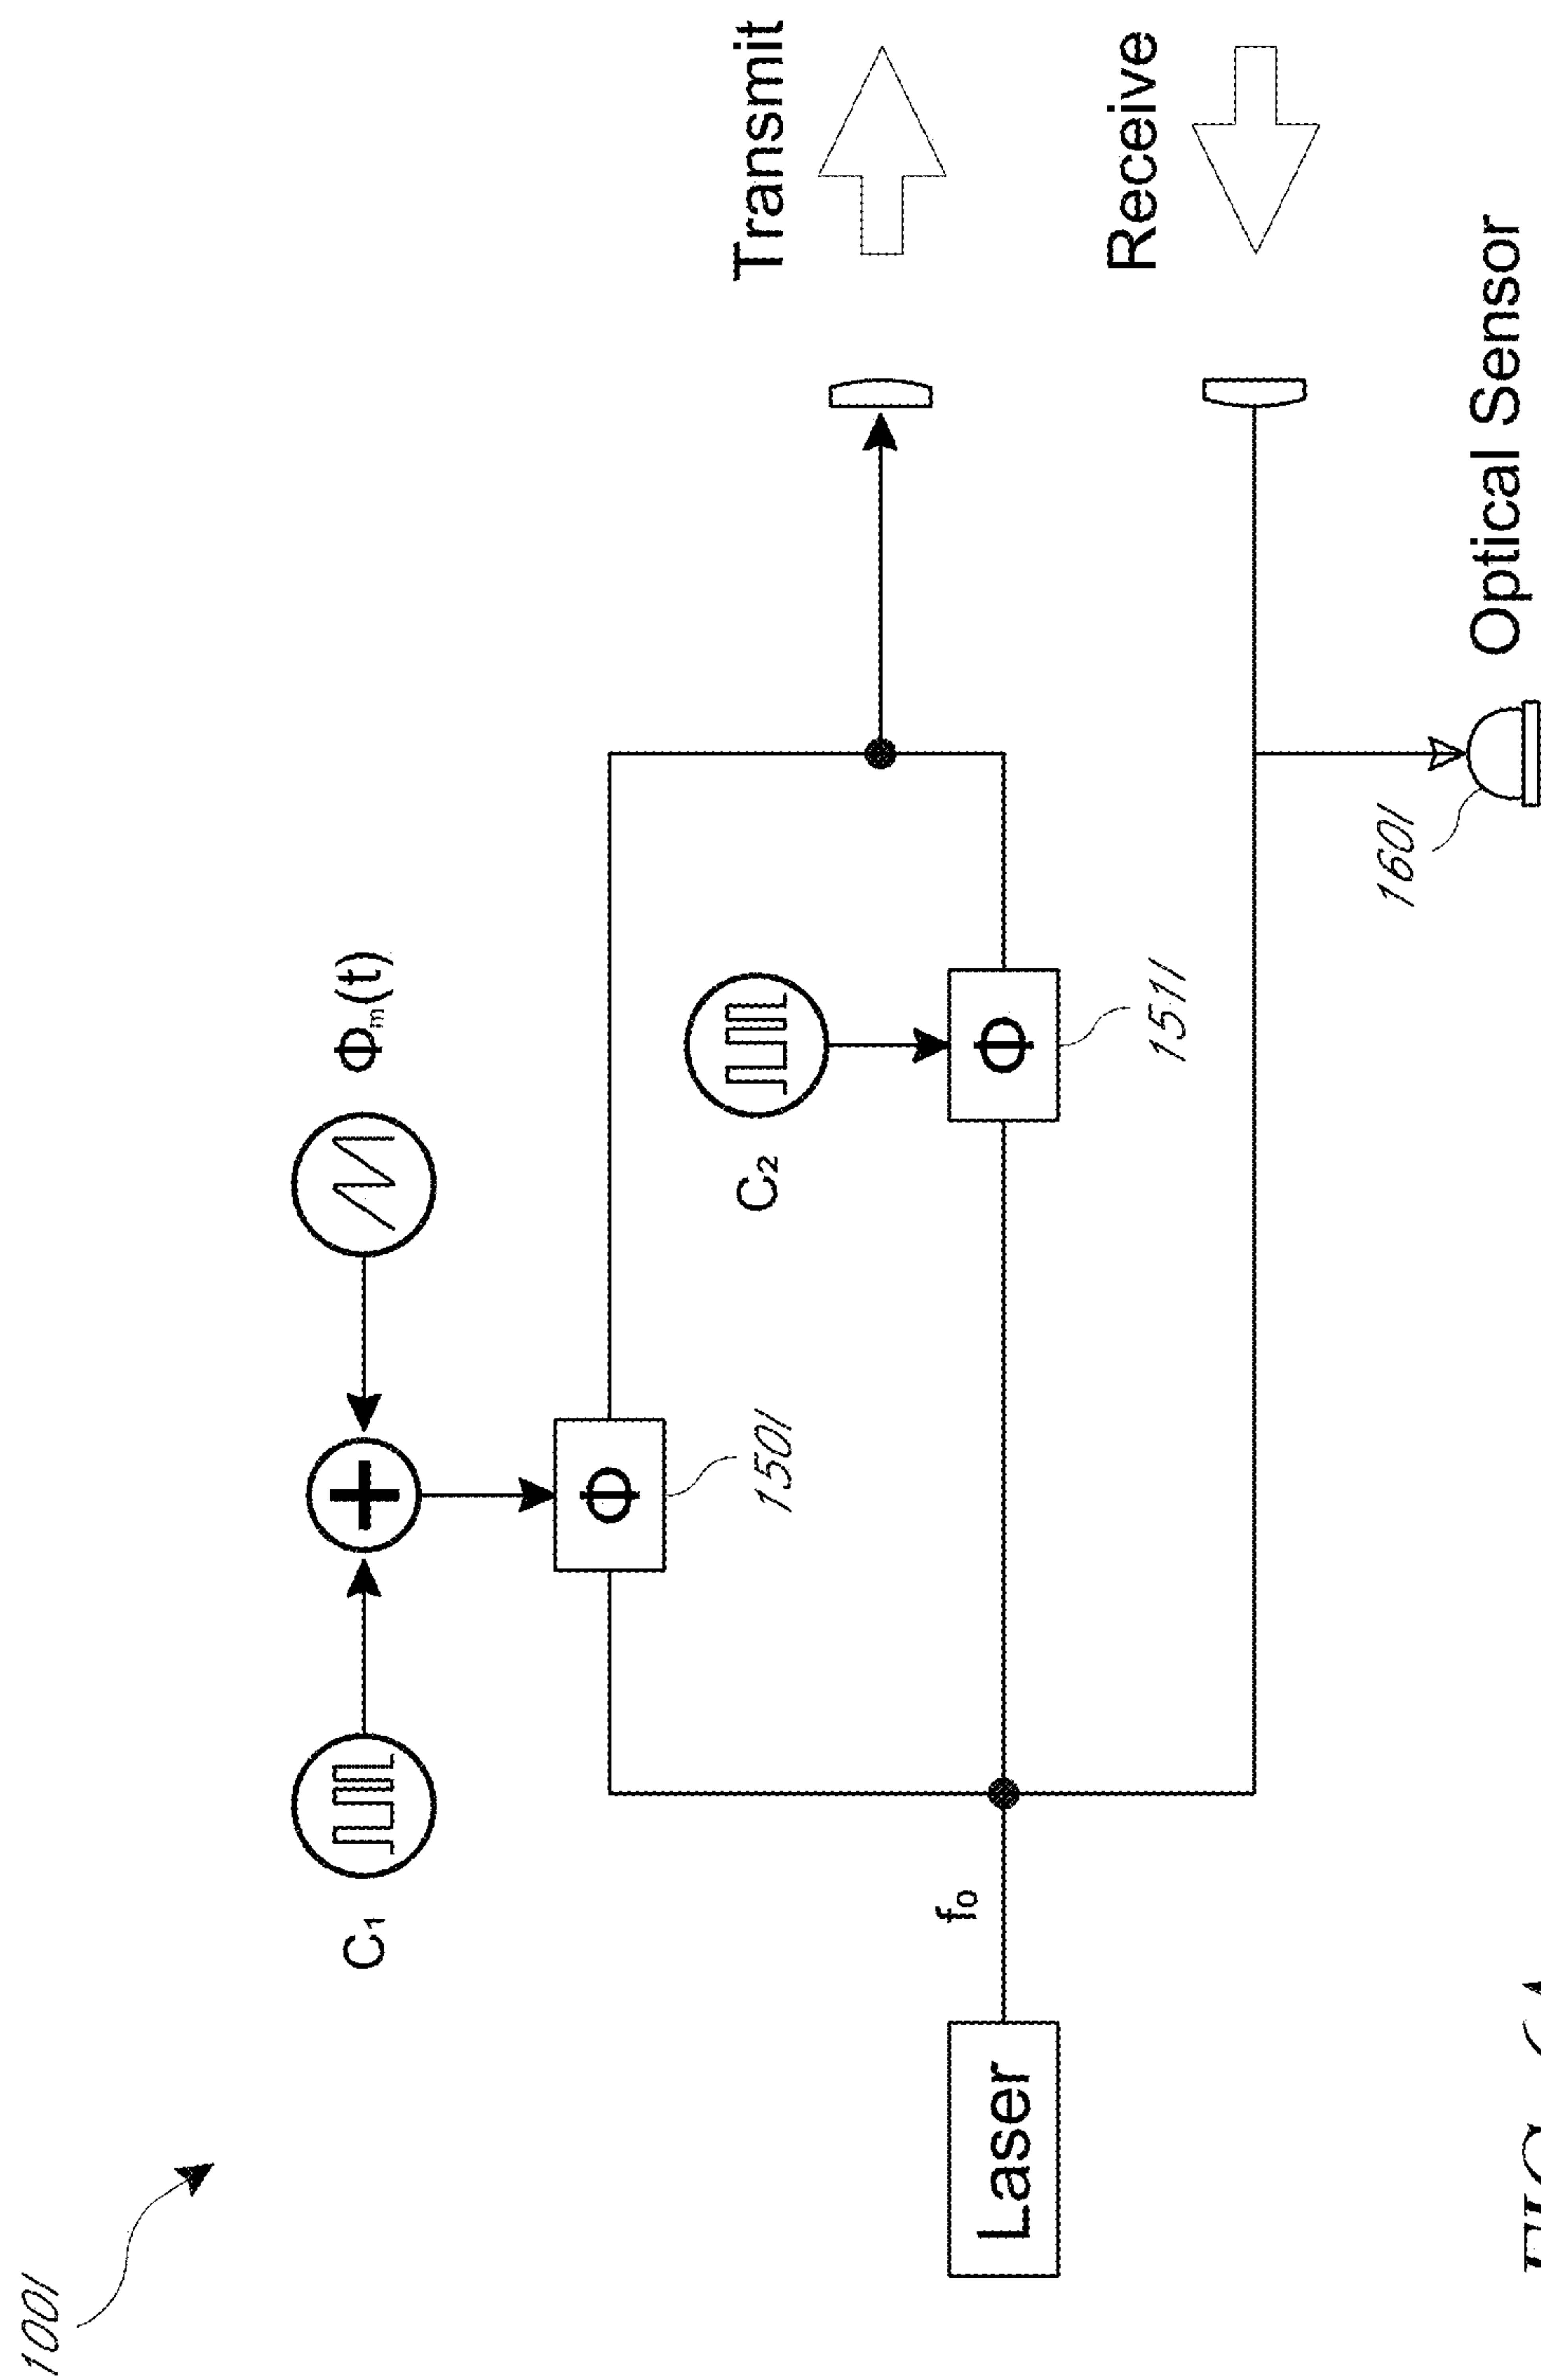 100I
C₁
+
Φₘ(t)
Φ
150I
Transmit
C₂
Φ
151I
f₀
Laser
Receive
160I
Optical Sensor